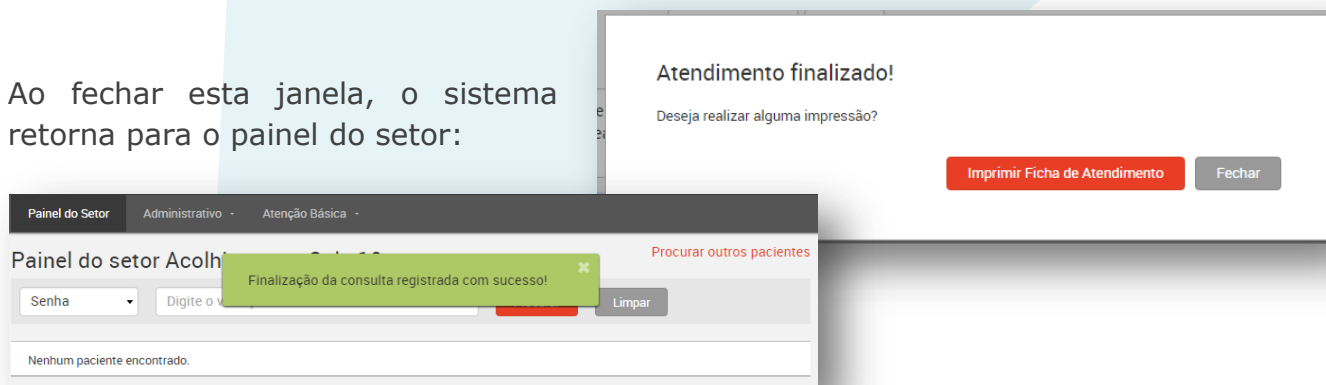 Ao fechar esta janela, o sistema
retorna para o painel do setor:
Atendimento finalizado!
Deseja realizar alguma impressão?
Imprimir Ficha de Atendimento
Fechar
Painel do Setor
Administrativo
Atenção Básica
Painel do setor
Procurar outros pacientes
Finalização da consulta registrada com sucesso!
Senha
Digite o
Limpar
Nenhum paciente encontrado.